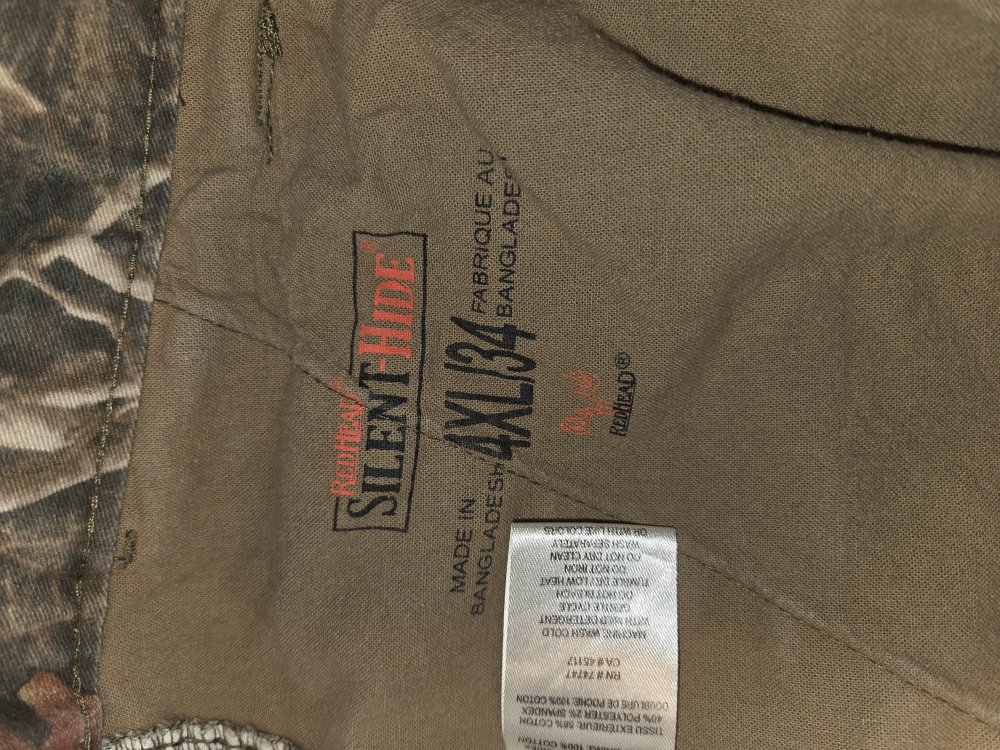 REDHEAD®
SILENT-HIDE®
MADE IN
BANGLADESH
4XL/34
FABRIQUE AU
BANGLADE
REDHEAD®
TISSU EXTERIEUR: 58% COTON
40% POLYESTER 2% SPANDEX
DOUBLURE DE POCHE: 100% COTON
RN # 74747
CA # 45117
MACHINE WASH COLD
WITH MILD DETERGENT
GENTLE CYCLE
DO NOT BLEACH
TUMBLE DRY LOW HEAT
DO NOT IRON
DO NOT DRY CLEAN
WASH SEPARATELY
OR WITH LIKE COLORS